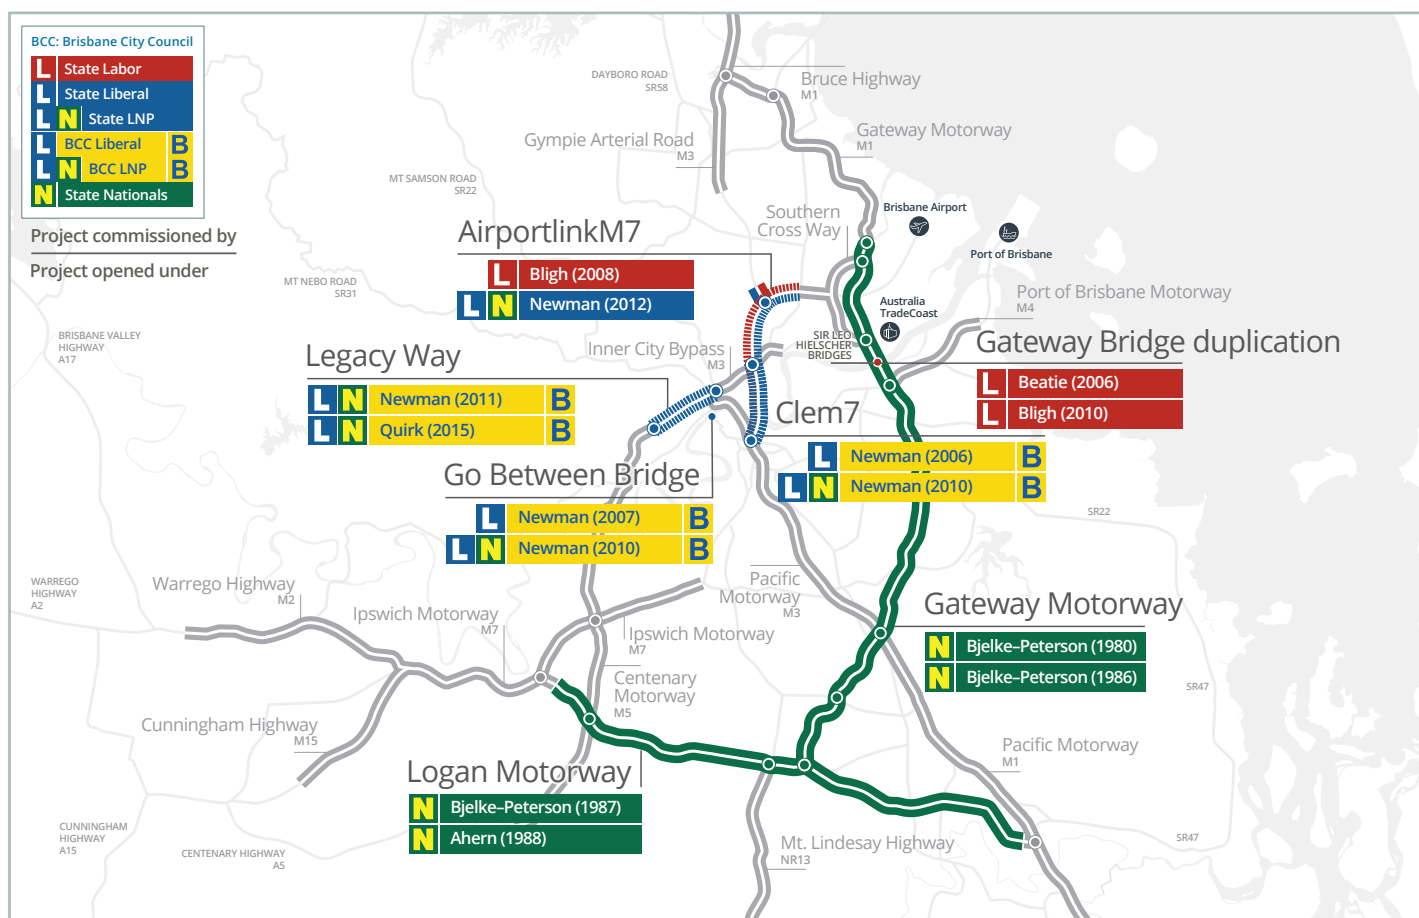 BCC: Brisbane City Council
L State Labor
L State Liberal
L N State LNP
L BCC Liberal B
L N BCC LNP B
N State Nationals
Project commissioned by
Project opened under
DAYBORO ROAD
SR58
Bruce Highway
M1
Gympie Arterial Road
M3
Gateway Motorway
M1
MT SAMSON ROAD
SR22
Southern
Cross Way
Brisbane Airport
Port of Brisbane
AirportlinkM7
L Bligh (2008)
L N Newman (2012)
MT NEBO ROAD
SR31
Australia
TradeCoast
Port of Brisbane Motorway
M4
BRISBANE VALLEY
HIGHWAY
A17
SIR LEO
HIELSCHER
BRIDGES
Gateway Bridge duplication
L Beatie (2006)
L Bligh (2010)
Inner City Bypass
M3
Legacy Way
L N Newman (2011) B
L N Quirk (2015) B
Clem7
L Newman (2006) B
L N Newman (2010) B
Go Between Bridge
L Newman (2007) B
L N Newman (2010) B
SR22
WARREGO
HIGHWAY
A2
Warrego Highway
M2
Ipswich Motorway
M7
Pacific
Motorway
M3
Ipswich Motorway
M7
Gateway Motorway
N Bjelke–Peterson (1980)
N Bjelke–Peterson (1986)
Centenary
Motorway
M5
SR47
Cunningham Highway
M15
Pacific Motorway
M1
Logan Motorway
N Bjelke–Peterson (1987)
N Ahern (1988)
CUNNINGHAM
HIGHWAY
A15
CENTENARY HIGHWAY
A5
Mt. Lindesay Highway
NR13
SR47